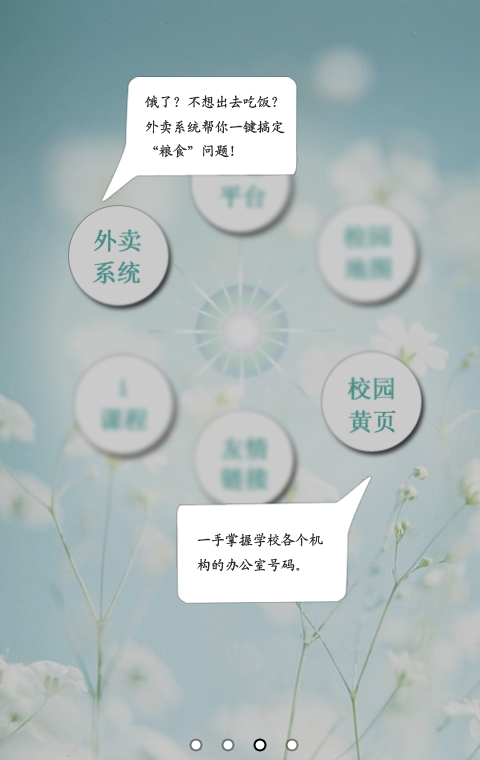 饿了？不想出去吃饭？
外卖系统帮你一键搞定
“粮食”问题！
平台
外卖
系统
校园
地图
i
课程
校园
黄页
友情
链接
一手掌握学校各个机
构的办公室号码。